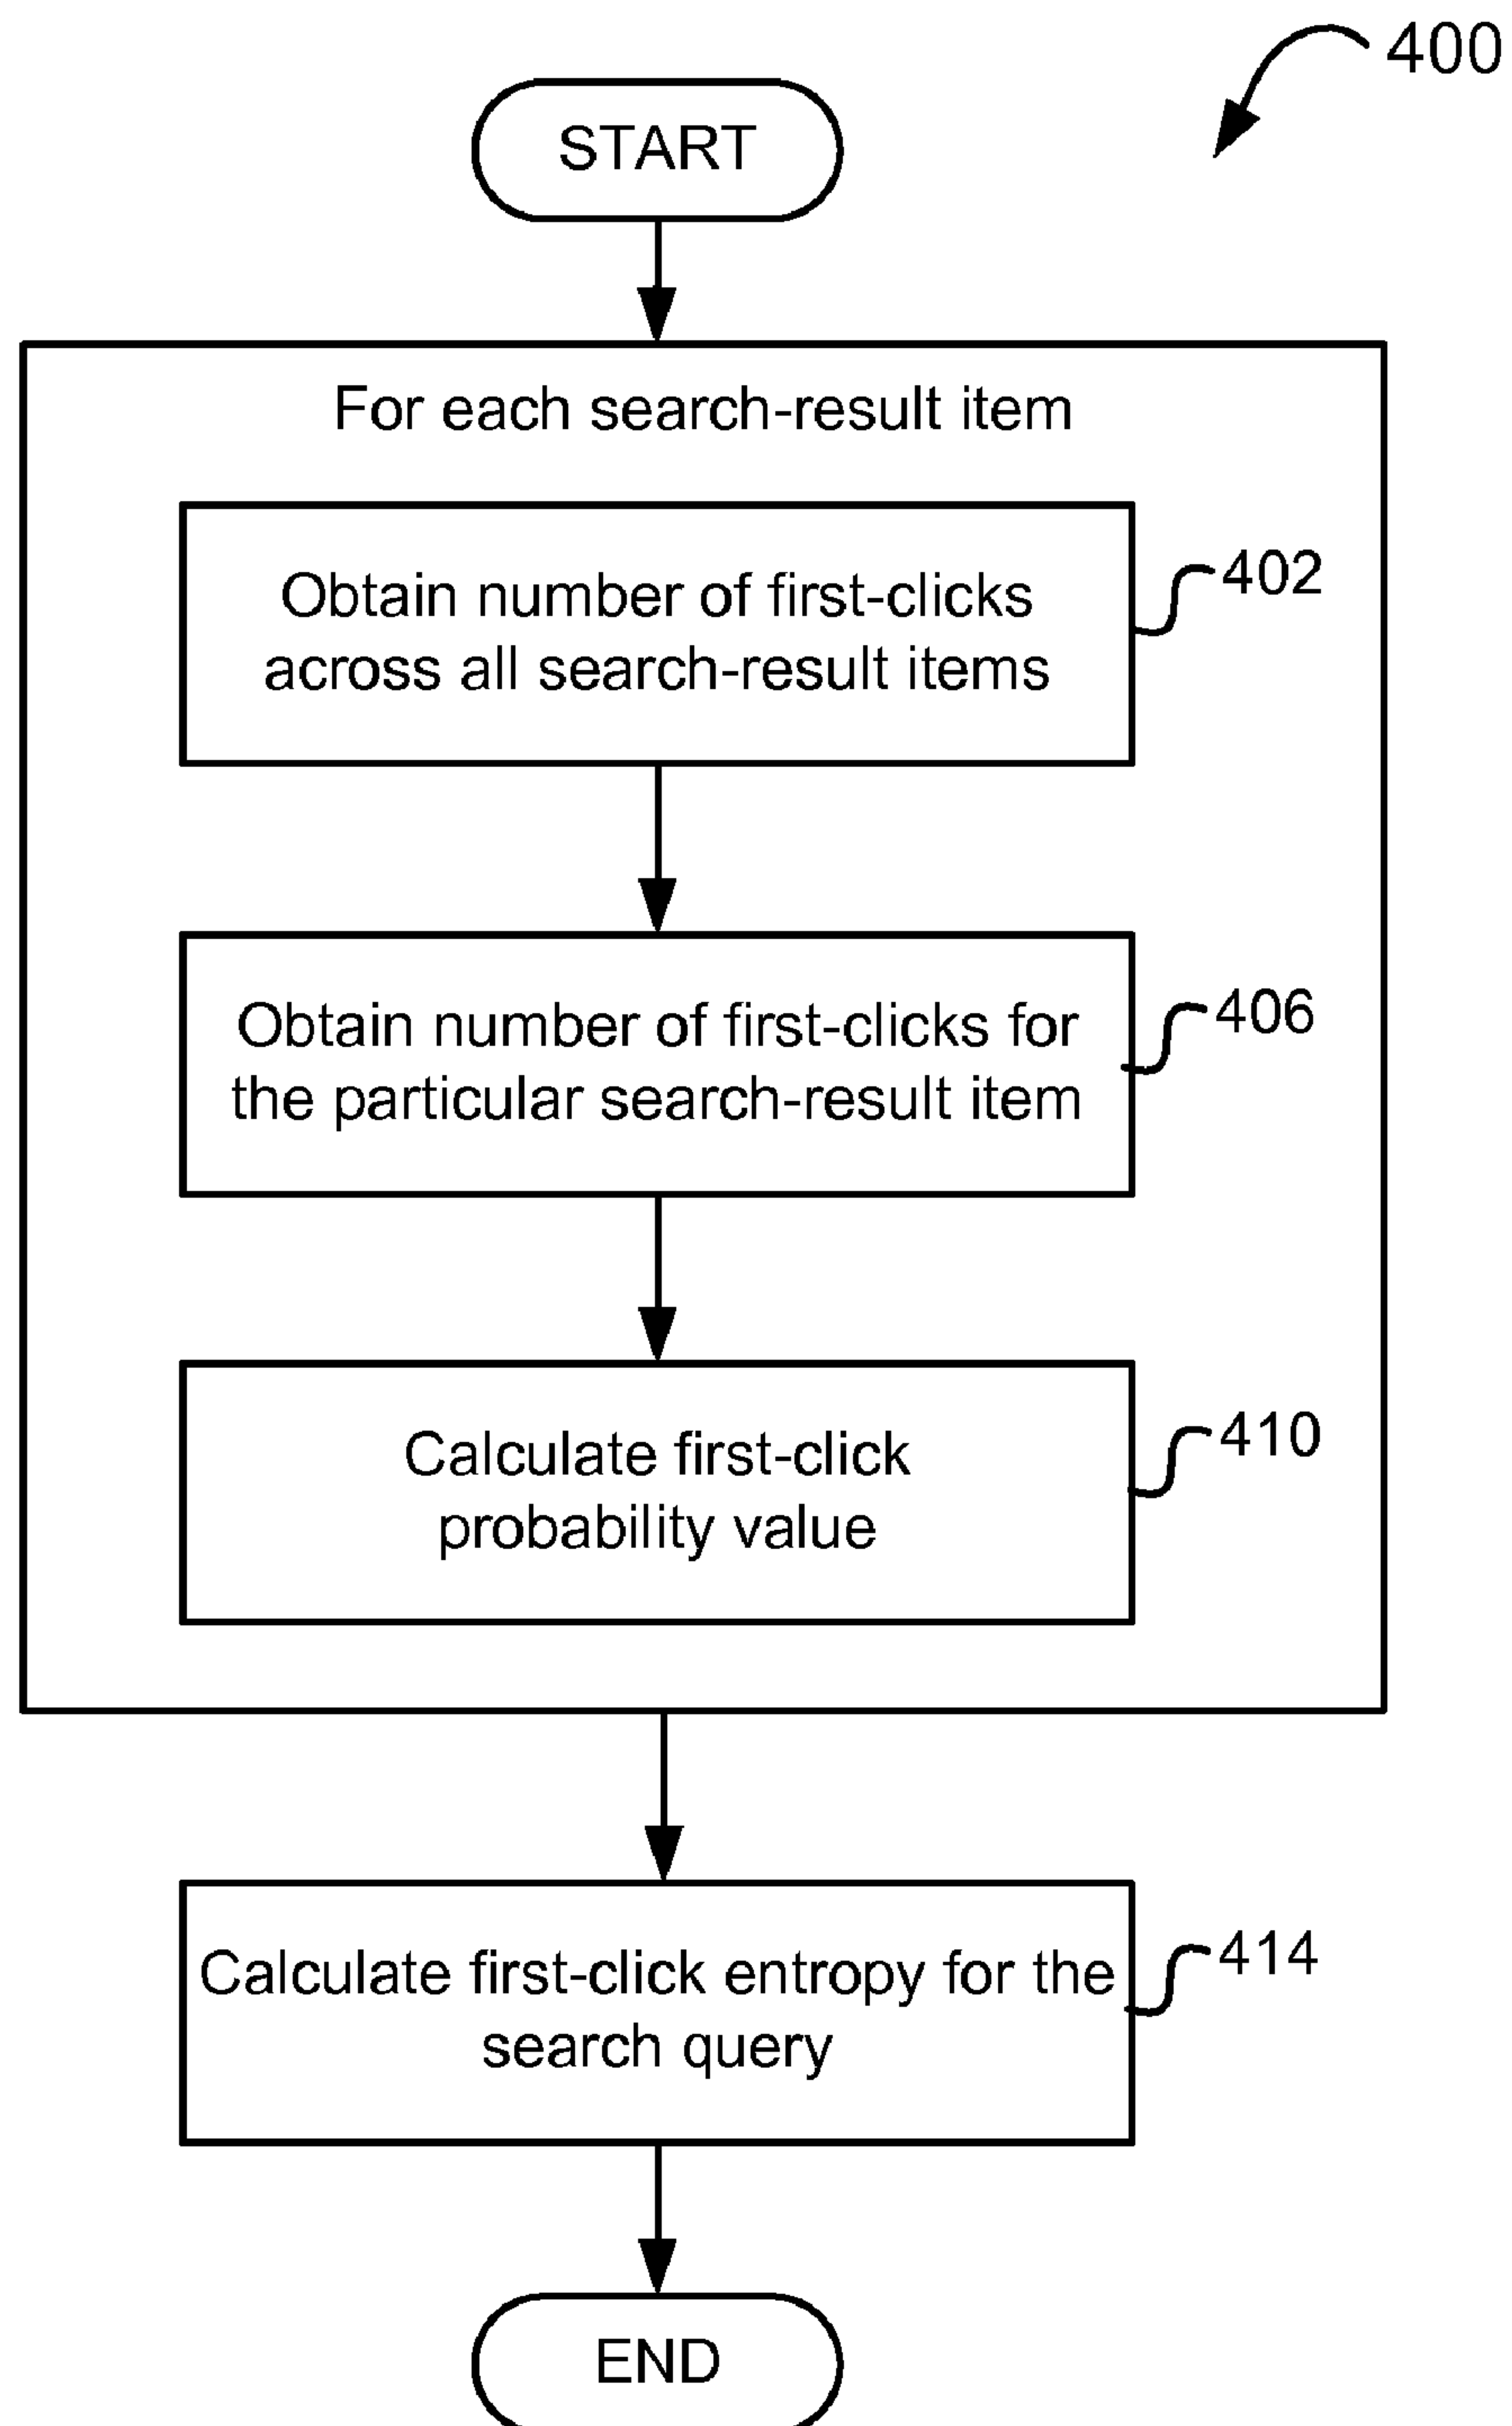 400
START
For each search-result item
Obtain number of first-clicks
across all search-result items
402
Obtain number of first-clicks for
the particular search-result item
406
Calculate first-click
probability value
410
Calculate first-click entropy for the
search query
414
END